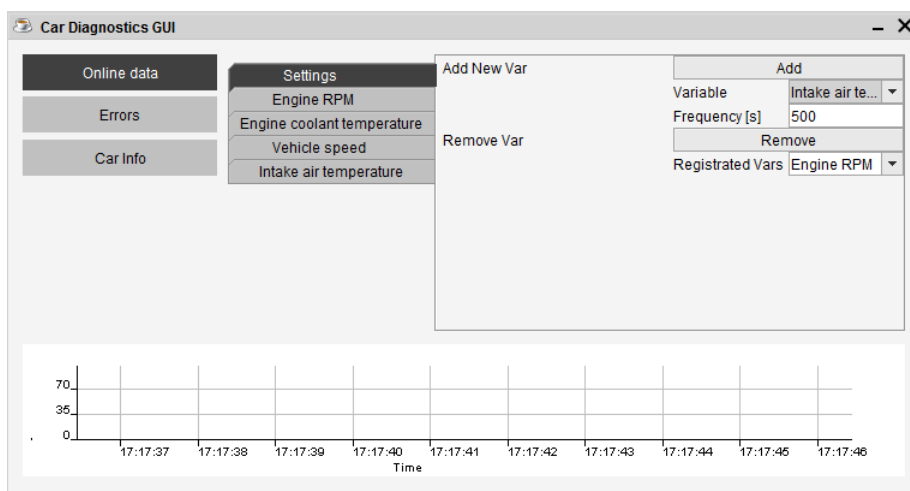 Car Diagnostics GUI
Online data
Errors
Car Info
Settings
Engine RPM
Engine coolant temperature
Vehicle speed
Intake air temperature
Add New Var
Add
Variable
Intake air te...
Frequency [s]
500
Remove Var
Remove
Registrated Vars
Engine RPM
70
35
0
17:17:37 17:17:38 17:17:39 17:17:40 17:17:41 17:17:42 17:17:43 17:17:44 17:17:45 17:17:46
Time